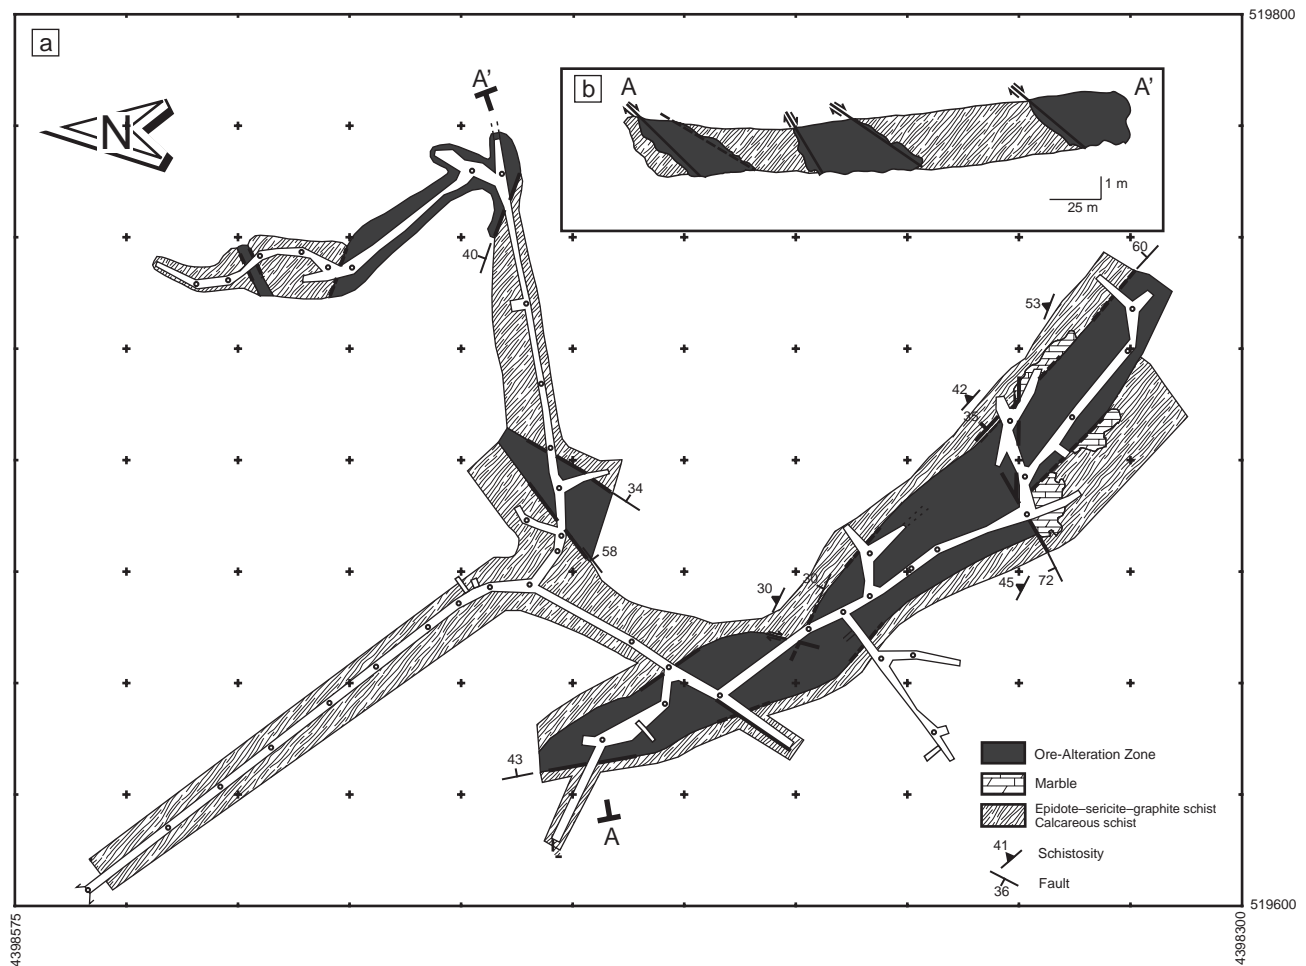 519800
a
A'
N
b
A
A'
1 m
25 m
40
60
53
42
35
34
58
30
30
45
72
43
A
Ore-Alteration Zone
Marble
Epidote–sericite–graphite schist
Calcareous schist
41
Schistosity
36
Fault
519600
4398575
4398300